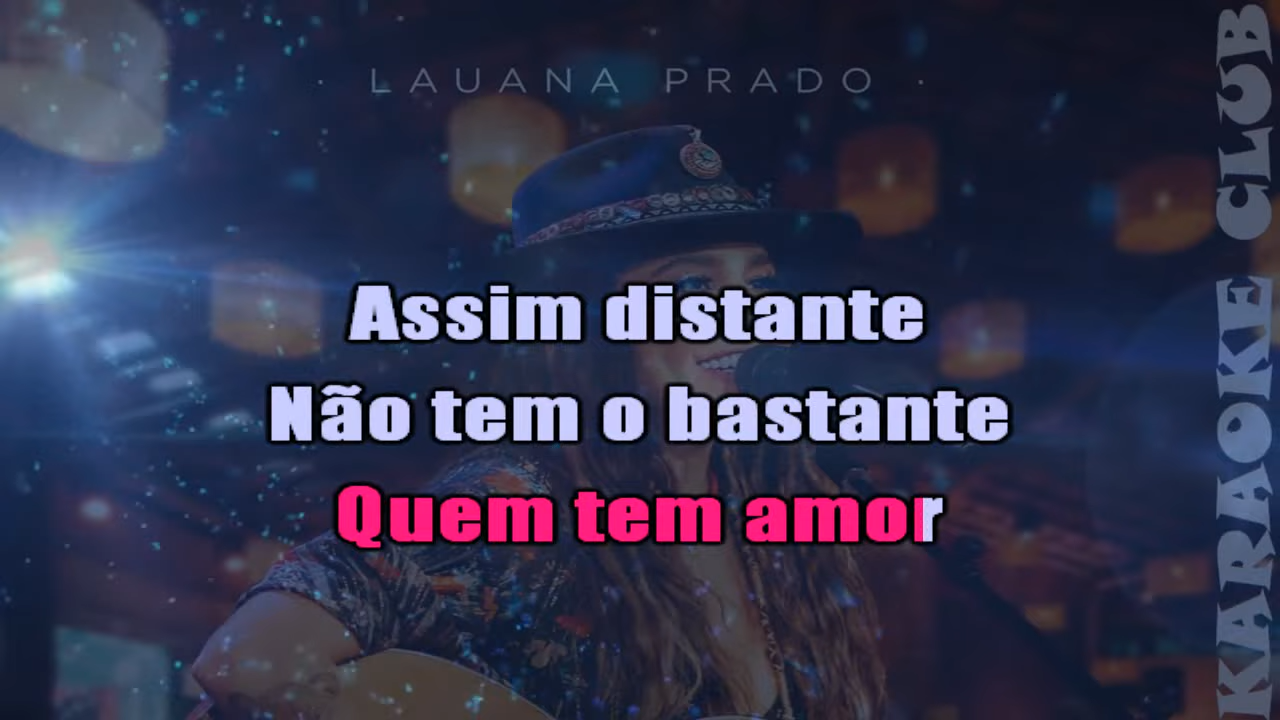 · LAUANA PRADO ·
Assim distante
Não tem o bastante
Quem tem amor
KARAOKE CLUB